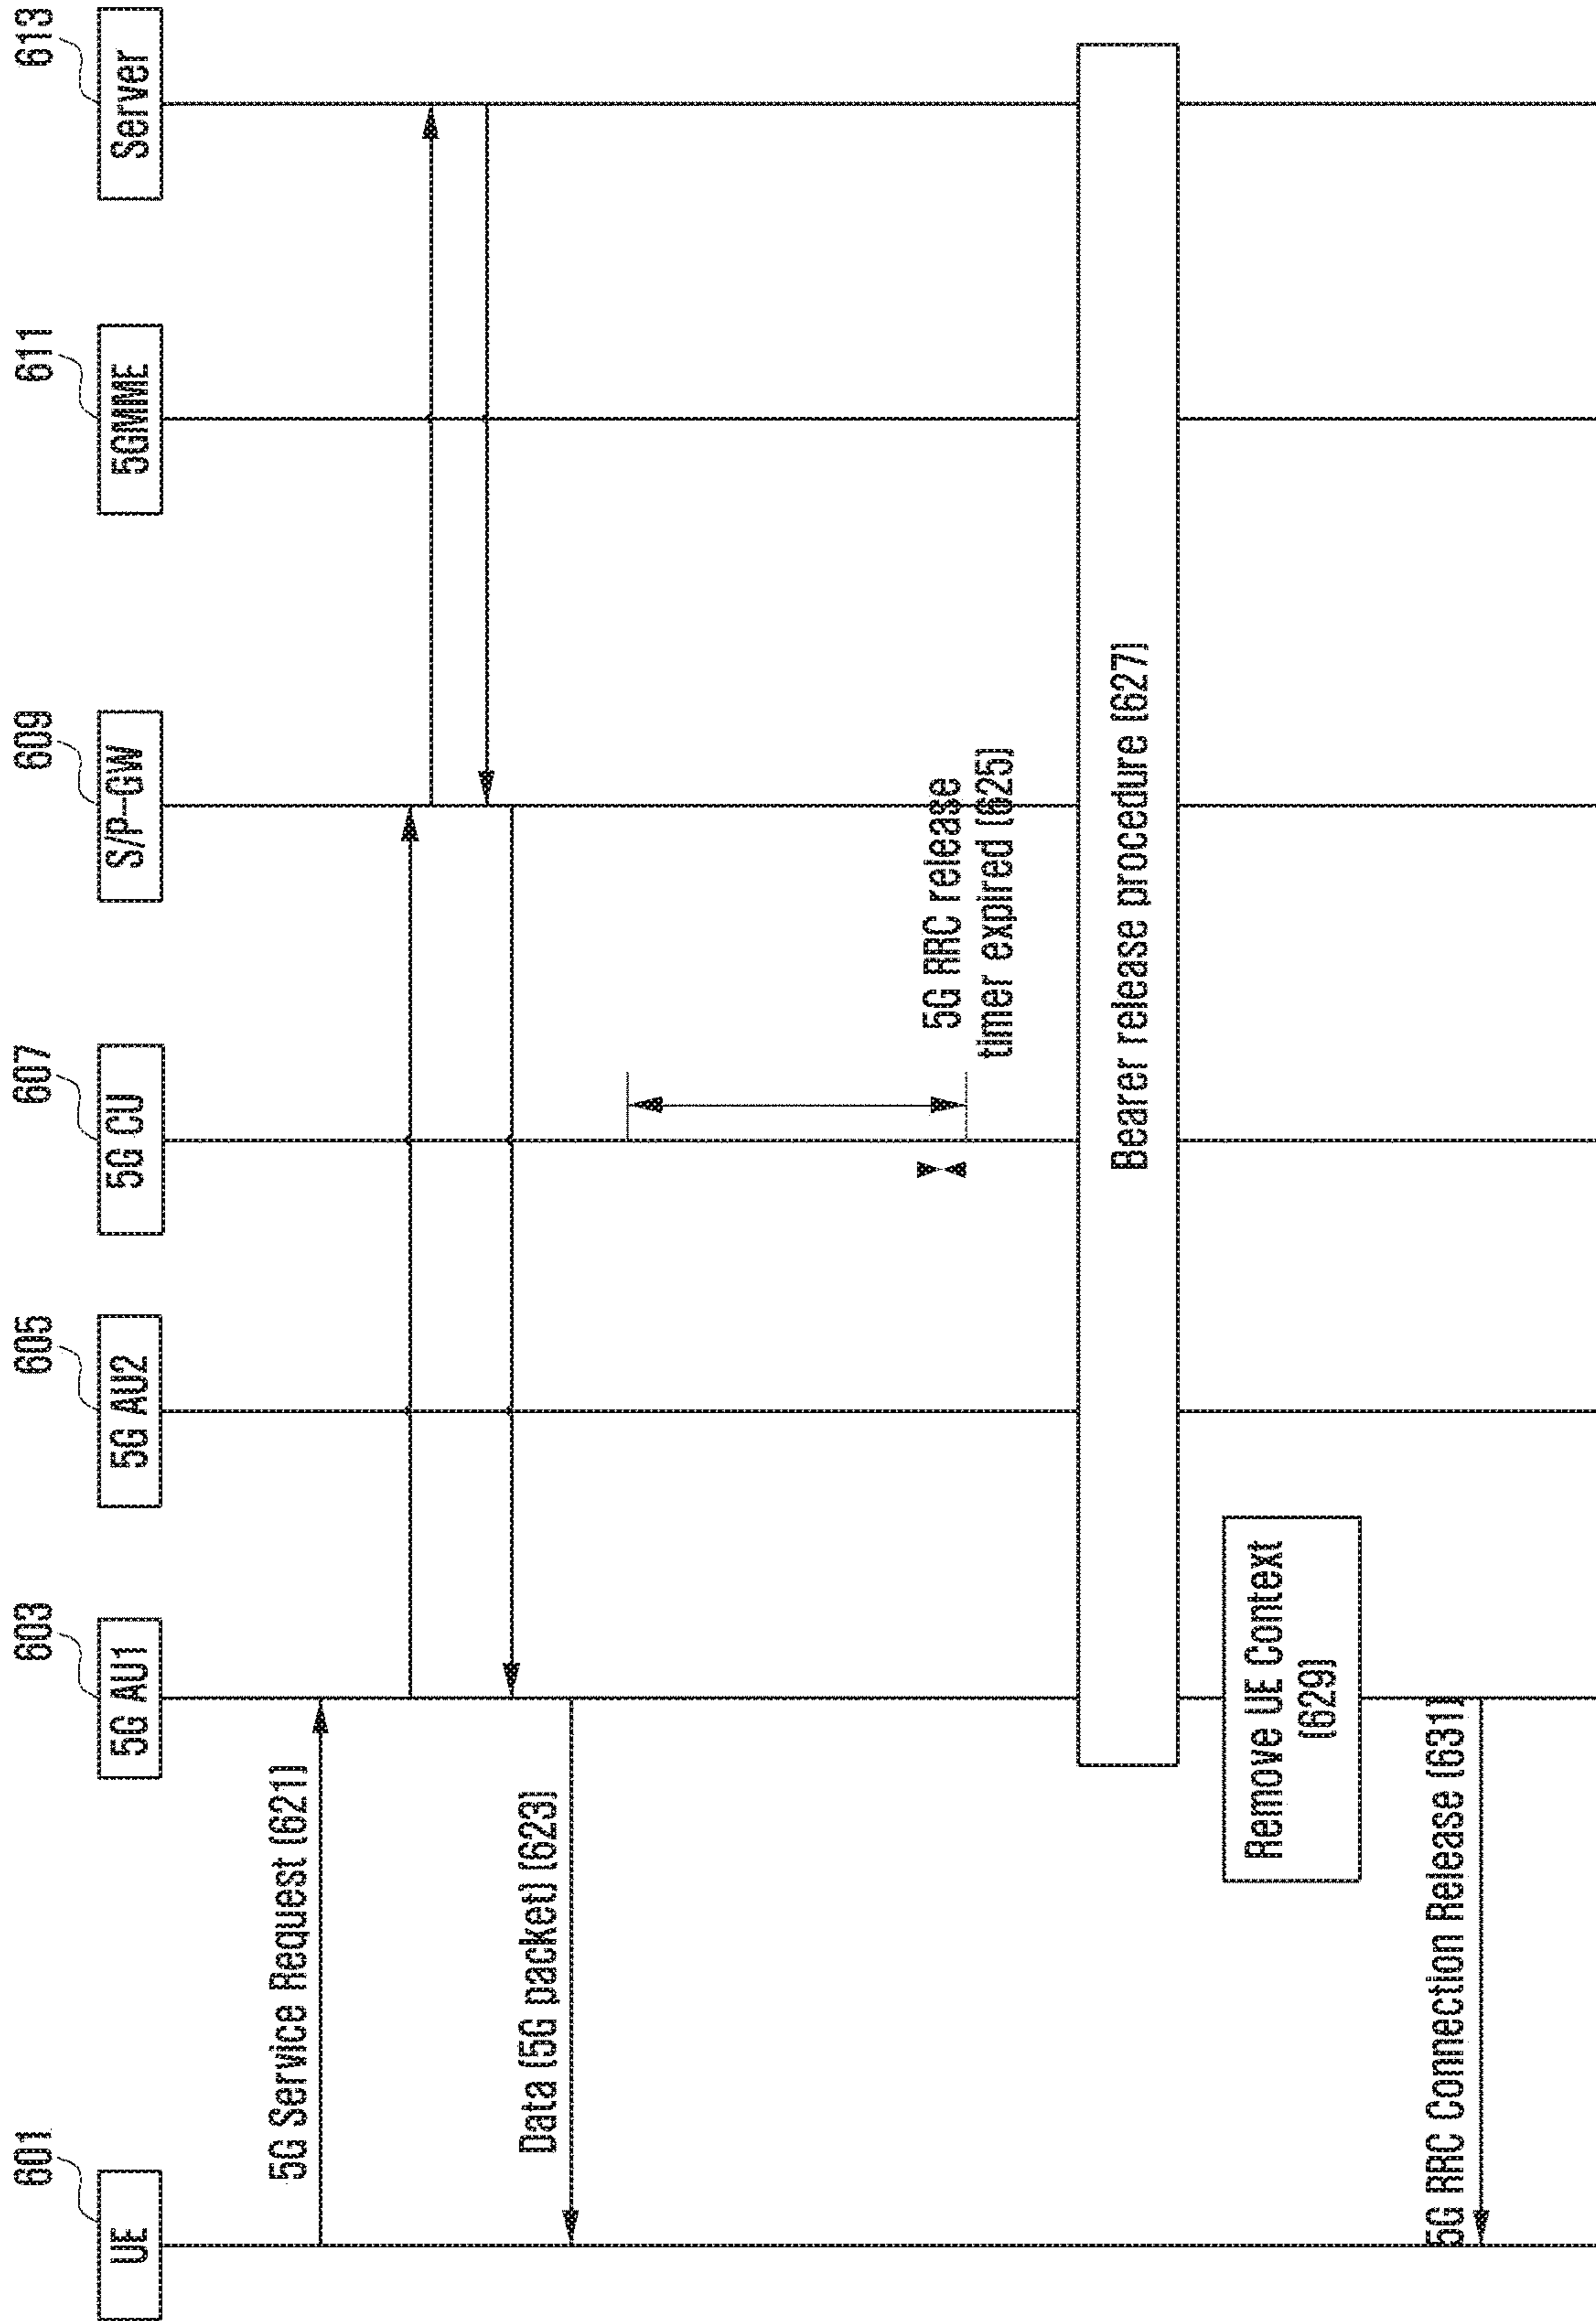 601
603
605
607
609
611
613
UE
5G AU1
5G AU2
5G CU
S/P-GW
5GMME
Server
5G Service Request (621)
Data (5G packet) (623)
5G RRC release
timer expired (625)
Bearer release procedure (627)
Remove UE Context
(629)
5G RRC Connection Release (631)